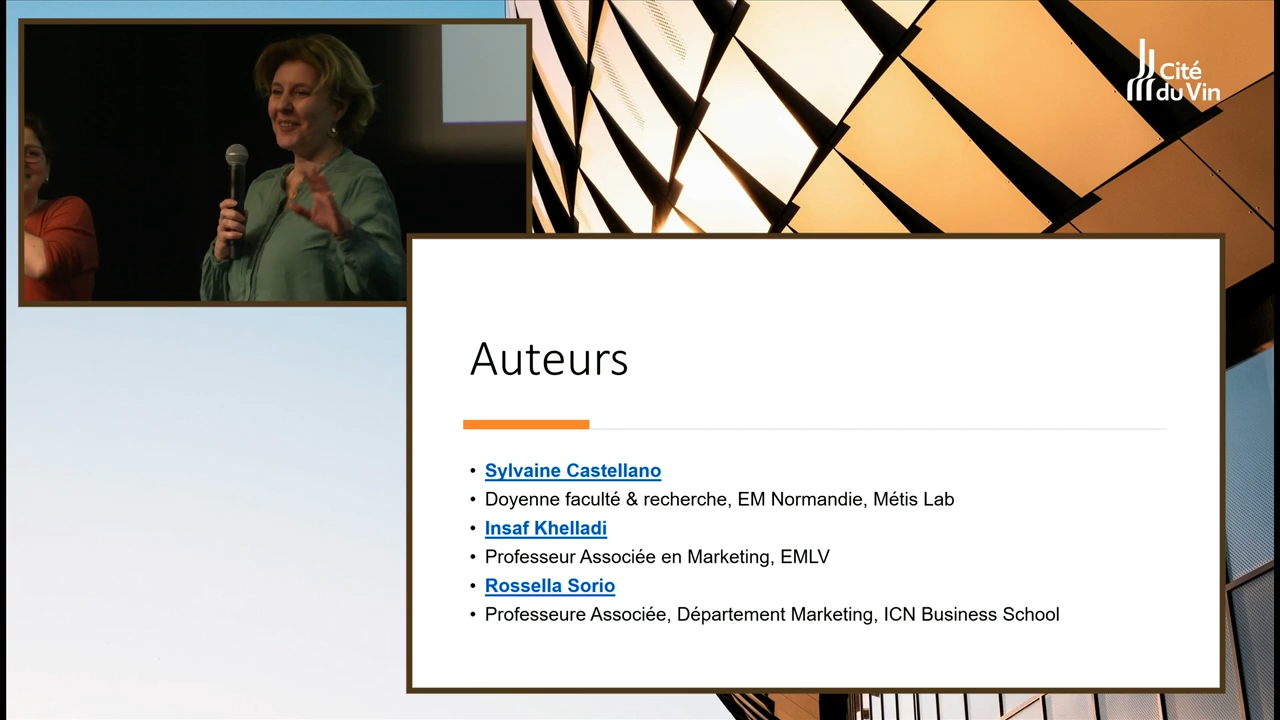 Cité
du Vin
Auteurs
• Sylvaine Castellano
• Doyenne faculté & recherche, EM Normandie, Métis Lab
• Insaf Khelladi
• Professeur Associée en Marketing, EMLV
• Rossella Sorio
• Professeure Associée, Département Marketing, ICN Business School